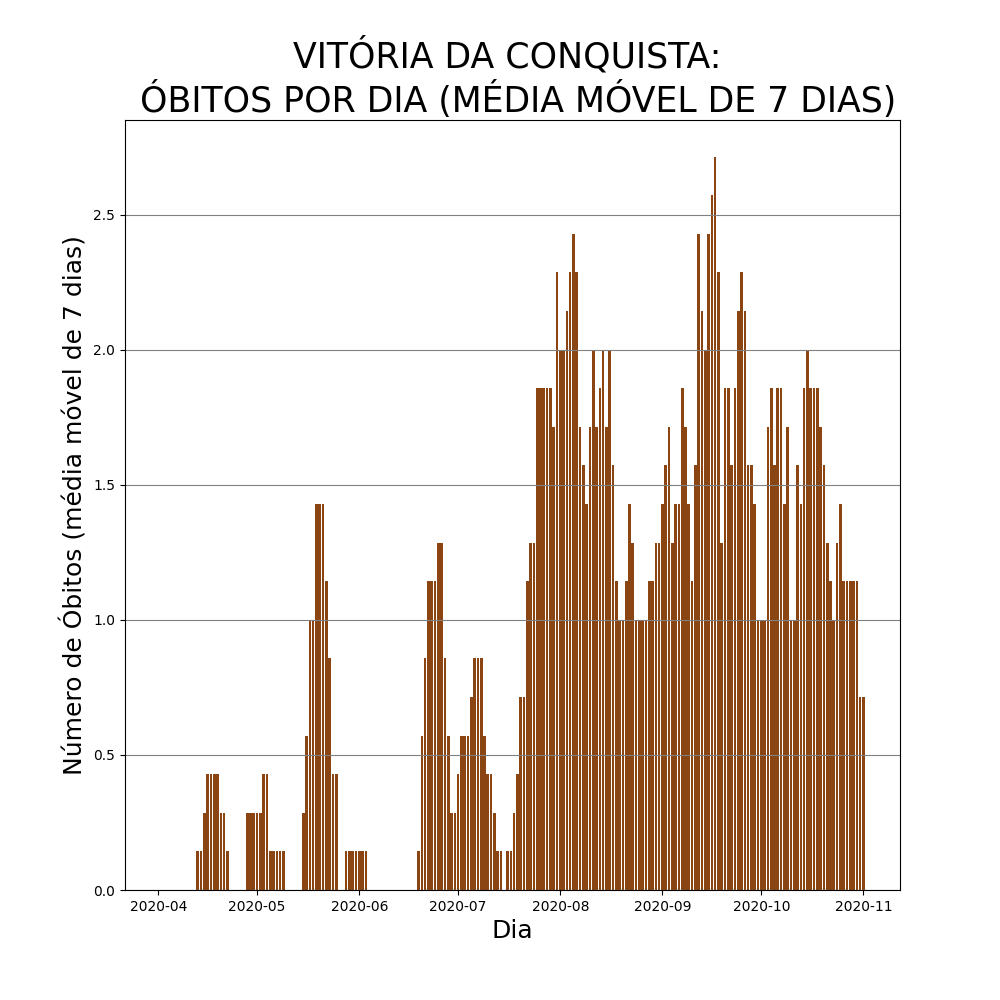 VITÓRIA DA CONQUISTA:
ÓBITOS POR DIA (MÉDIA MÓVEL DE 7 DIAS)
Número de Óbitos (média móvel de 7 dias)
2.5
2.0
1.5
1.0
0.5
0.0
2020-04 2020-05 2020-06 2020-07 2020-08 2020-09 2020-10 2020-11
Dia